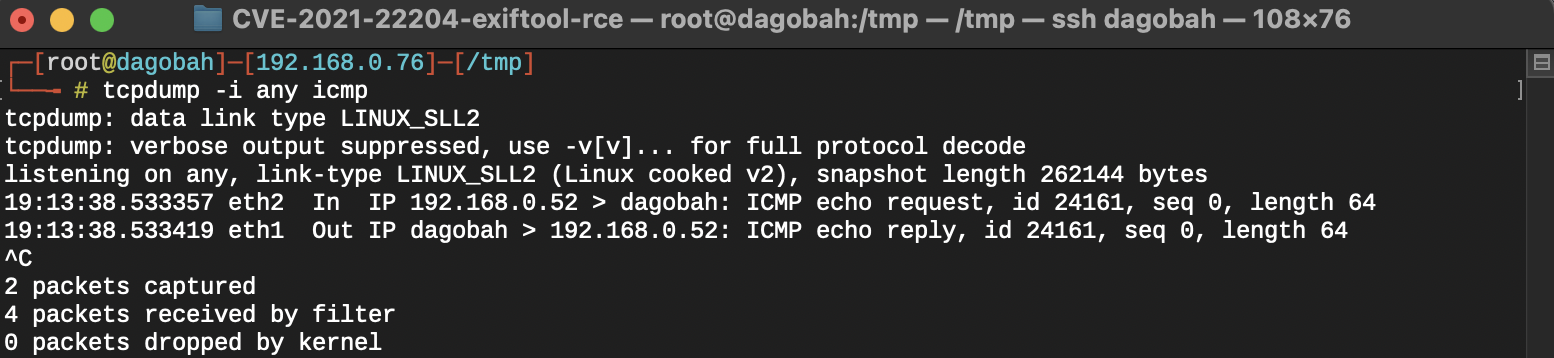 CVE-2021-22204-exiftool-rce — root@dagobah:/tmp — /tmp — ssh dagobah — 108×76
┌─[root@dagobah]─[192.168.0.76]─[/tmp]
└──╼ # tcpdump -i any icmp
tcpdump: data link type LINUX_SLL2
tcpdump: verbose output suppressed, use -v[v]... for full protocol decode
listening on any, link-type LINUX_SLL2 (Linux cooked v2), snapshot length 262144 bytes
19:13:38.533357 eth2  In  IP 192.168.0.52 > dagobah: ICMP echo request, id 24161, seq 0, length 64
19:13:38.533419 eth1  Out IP dagobah > 192.168.0.52: ICMP echo reply, id 24161, seq 0, length 64
^C
2 packets captured
4 packets received by filter
0 packets dropped by kernel